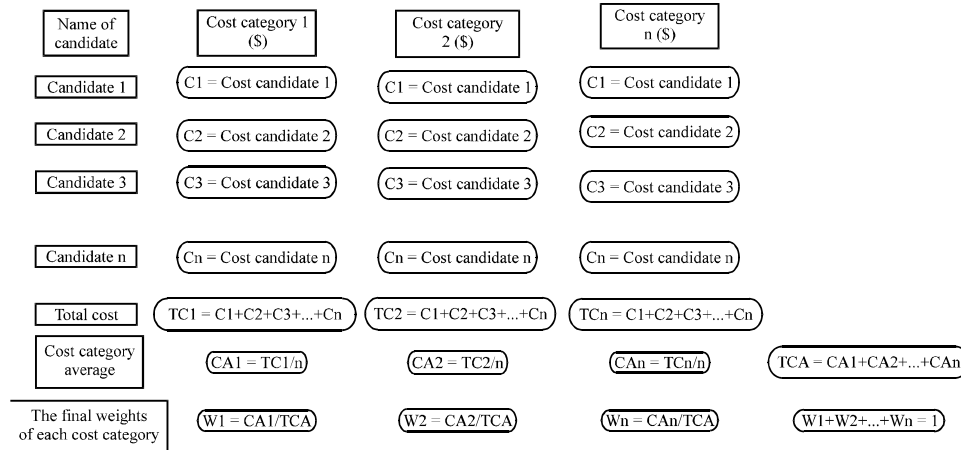 Name of
candidate
Cost category 1
($)
Cost category
2 ($)
Cost category
n ($)
Candidate 1
C1 = Cost candidate 1
C1 = Cost candidate 1
C1 = Cost candidate 1
Candidate 2
C2 = Cost candidate 2
C2 = Cost candidate 2
C2 = Cost candidate 2
Candidate 3
C3 = Cost candidate 3
C3 = Cost candidate 3
C3 = Cost candidate 3
Candidate n
Cn = Cost candidate n
Cn = Cost candidate n
Cn = Cost candidate n
Total cost
TC1 = C1+C2+C3+...+Cn
TC2 = C1+C2+C3+...+Cn
TCn = C1+C2+C3+...+Cn
Cost category
average
CA1 = TC1/n
CA2 = TC2/n
CAn = TCn/n
TCA = CA1+CA2+...+CAn
The final weights
of each cost category
W1 = CA1/TCA
W2 = CA2/TCA
Wn = CAn/TCA
W1+W2+...+Wn = 1